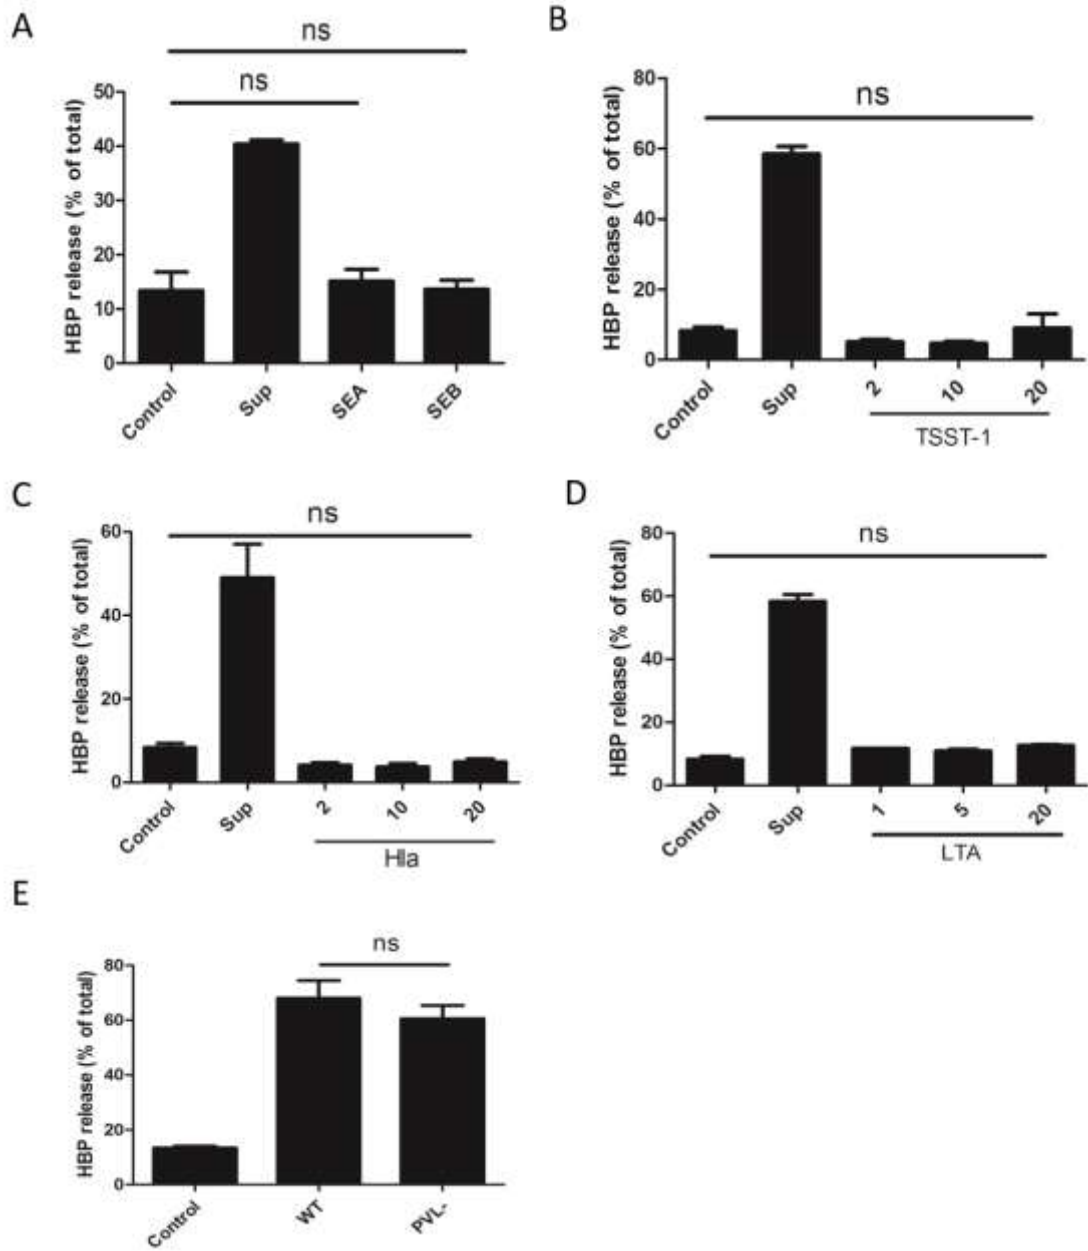 A
ns
ns
HBP release (% of total)
50
40
30
20
10
0
Control
Sup
SEA
SEB
B
ns
HBP release (% of total)
80
60
40
20
0
Control
Sup
2
10
20
TSST-1
C
ns
HBP release (% of total)
60
40
20
0
Control
Sup
2
10
20
Hla
D
ns
HBP release (% of total)
80
60
40
20
0
Control
Sup
1
5
20
LTA
E
ns
HBP release (% of total)
80
60
40
20
0
Control
WT
PVL-